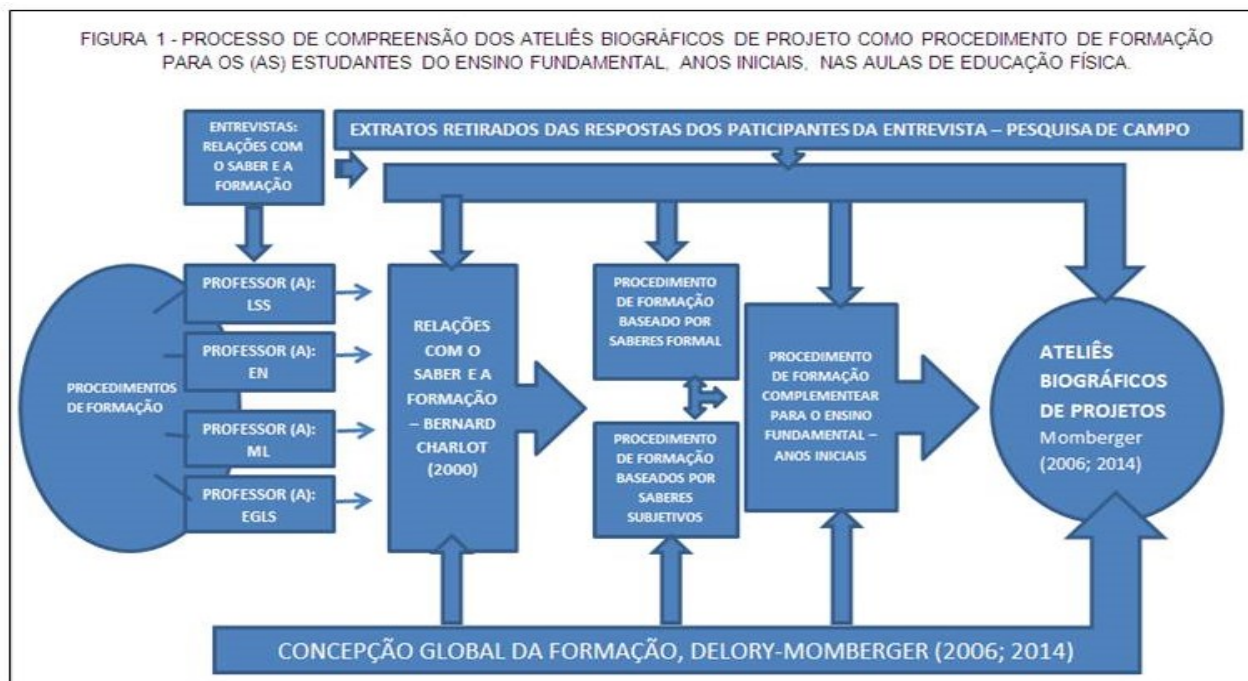 FIGURA 1 - PROCESSO DE COMPREENSÃO DOS ATELIÊS BIOGRÁFICOS DE PROJETO COMO PROCEDIMENTO DE FORMAÇÃO
PARA OS (AS) ESTUDANTES DO ENSINO FUNDAMENTAL, ANOS INICIAIS, NAS AULAS DE EDUCAÇÃO FÍSICA.
ENTREVISTAS:
RELAÇÕES COM
O SABER E A
FORMAÇÃO
EXTRATOS RETIRADOS DAS RESPOSTAS DOS PATICIPANTES DA ENTREVISTA – PESQUISA DE CAMPO
PROCEDIMENTOS
DE FORMAÇÃO
PROFESSOR (A):
LSS
PROFESSOR (A):
EN
PROFESSOR (A):
ML
PROFESSOR (A):
EGLS
RELAÇÕES
COM O
SABER E A
FORMAÇÃO
– BERNARD
CHARLOT
(2000)
PROCEDIMENTO
DE FORMAÇÃO
BASEADO POR
SABERES FORMAL
PROCEDIMENTO
DE FORMAÇÃO
BASEADOS POR
SABERES
SUBJETIVOS
PROCEDIMENTO
DE FORMAÇÃO
COMPLEMENTEAR
PARA O ENSINO
FUNDAMENTAL –
ANOS INICIAIS
ATELIÊS
BIOGRÁFICOS
DE PROJETOS
Momberger
(2006; 2014)
CONCEPÇÃO GLOBAL DA FORMAÇÃO, DELORY-MOMBERGER (2006; 2014)